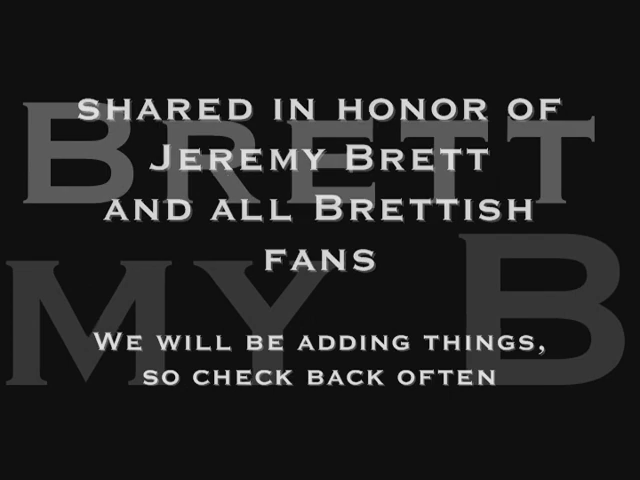 SHARED IN HONOR OF
JEREMY BRETT
AND ALL BRETTISH
FANS
WE WILL BE ADDING THINGS,
SO CHECK BACK OFTEN
BRETT
MY B